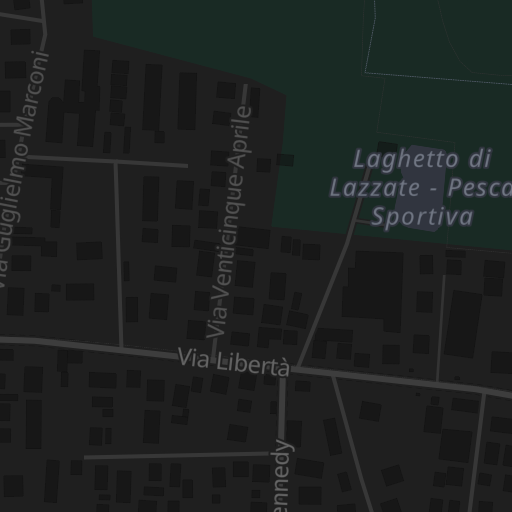 Via Guglielmo Marconi
Via Venticinque Aprile
Laghetto di
Lazzate - Pesca
Sportiva
Via Libertà
ennedy